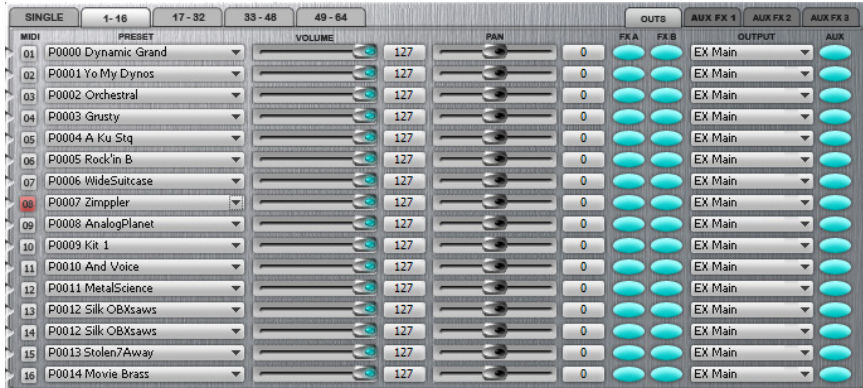 SINGLE 1-16 17-32 33-48 49-64 OUTS AUX FX 1 AUX FX 2 AUX FX 3
MIDI PRESET VOLUME PAN FX A FX B OUTPUT AUX
01 P0000 Dynamic Grand 127 0 EX Main
02 P0001 Yo My Dynos 127 0 EX Main
03 P0002 Orchestral 127 0 EX Main
04 P0003 Grusty 127 0 EX Main
05 P0004 A Ku Stq 127 0 EX Main
06 P0005 Rock'in B 127 0 EX Main
07 P0006 WideSuitcase 127 0 EX Main
08 P0007 Zimppler 127 0 EX Main
09 P0008 AnalogPlanet 127 0 EX Main
10 P0009 Kit 1 127 0 EX Main
11 P0010 And Voice 127 0 EX Main
12 P0011 MetalScience 127 0 EX Main
13 P0012 Silk OBXsaws 127 0 EX Main
14 P0012 Silk OBXsaws 127 0 EX Main
15 P0013 Stolen7Away 127 0 EX Main
16 P0014 Movie Brass 127 0 EX Main